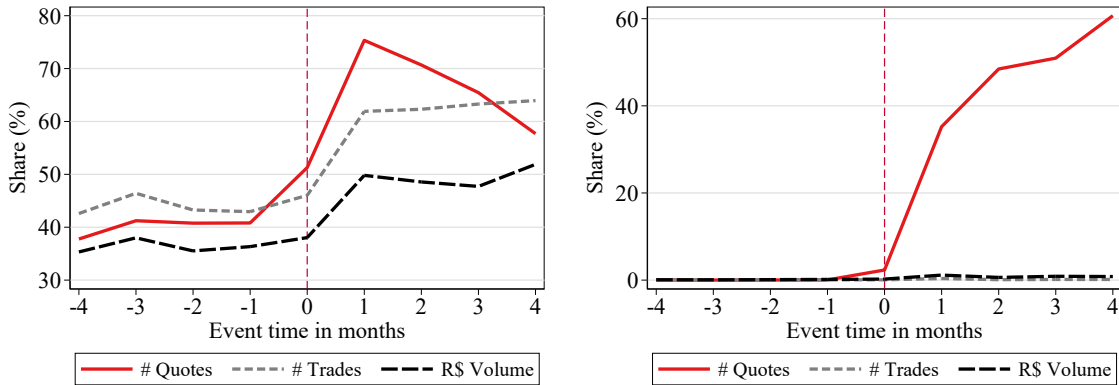 80
70
60
50
40
30
Share (%)
-4 -3 -2 -1 0 1 2 3 4
Event time in months
# Quotes # Trades R$ Volume
60
40
20
0
Share (%)
-4 -3 -2 -1 0 1 2 3 4
Event time in months
# Quotes # Trades R$ Volume